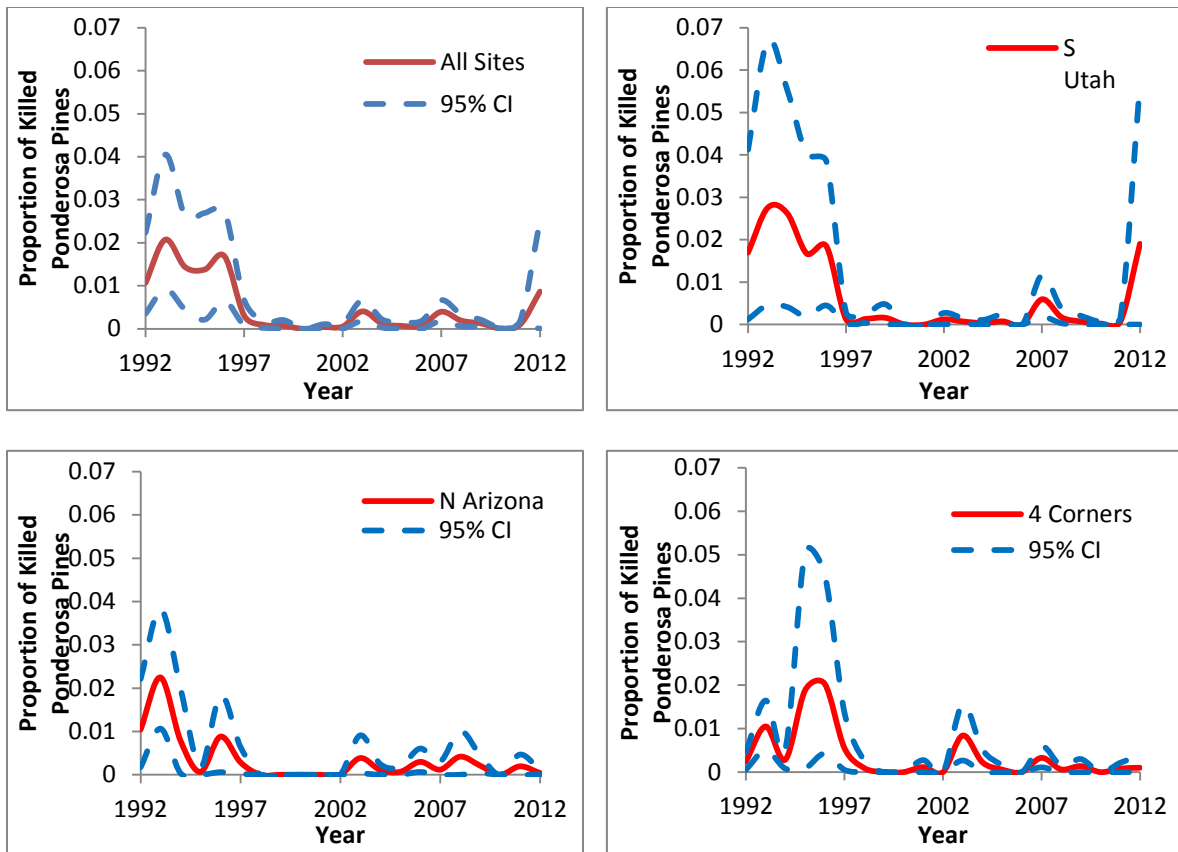 Proportion of Killed
Ponderosa Pines
0.07
0.06
0.05
0.04
0.03
0.02
0.01
0
1992
1997
2002
2007
2012
Year
All Sites
95% CI
Proportion of Killed
Ponderosa Pines
0.07
0.06
0.05
0.04
0.03
0.02
0.01
0
1992
1997
2002
2007
2012
Year
S
Utah
Proportion of Killed
Ponderosa Pines
0.07
0.06
0.05
0.04
0.03
0.02
0.01
0
1992
1997
2002
2007
2012
Year
N Arizona
95% CI
Proportion of Killed
Ponderosa Pines
0.07
0.06
0.05
0.04
0.03
0.02
0.01
0
1992
1997
2002
2007
2012
Year
4 Corners
95% CI